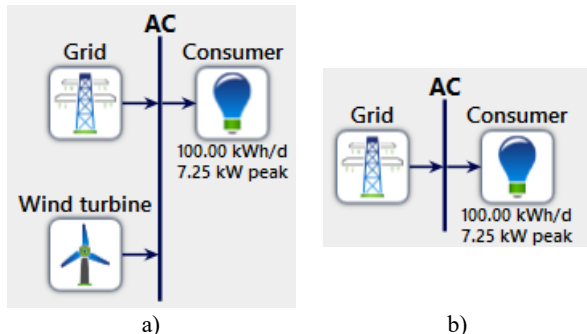 AC
Grid
Consumer
100.00 kWh/d
7.25 kW peak
Wind turbine
a)
AC
Grid
Consumer
100.00 kWh/d
7.25 kW peak
b)